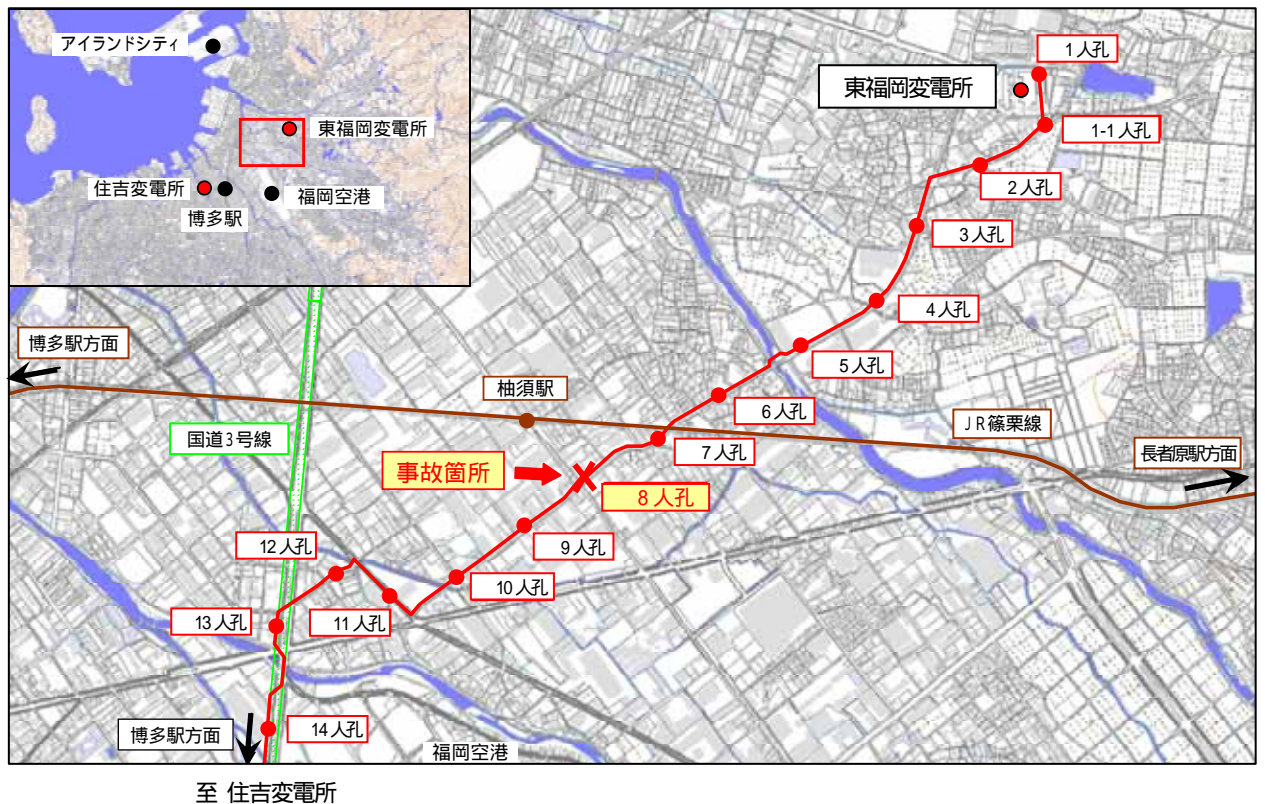 アイランドシティ
東福岡変電所
住吉変電所
博多駅
福岡空港
1人孔
東福岡変電所
1-1人孔
2人孔
3人孔
4人孔
5人孔
6人孔
博多駅方面
柚須駅
国道3号線
JR篠栗線
7人孔
長者原駅方面
事故箇所
8人孔
9人孔
12人孔
10人孔
13人孔
11人孔
博多駅方面
14人孔
福岡空港
至 住吉変電所